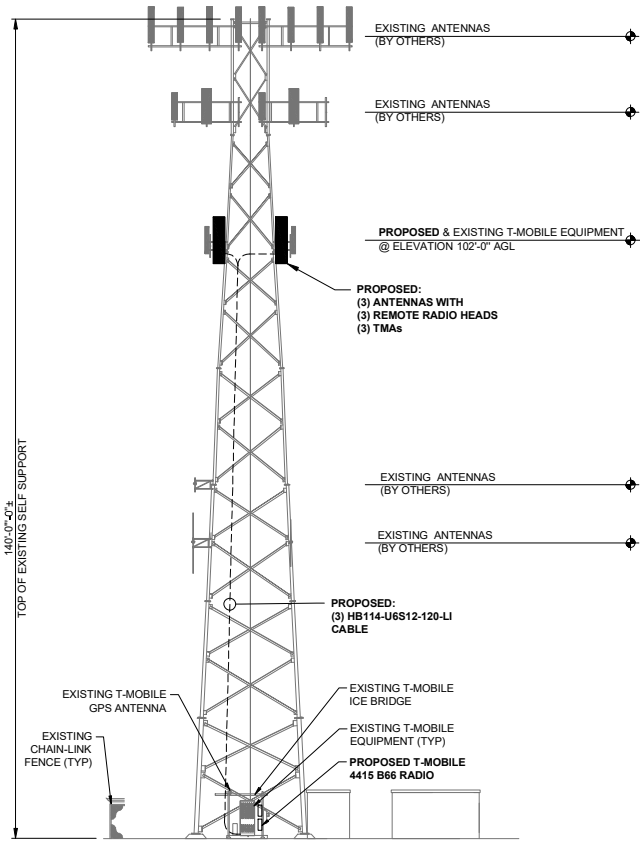 EXISTING ANTENNAS
(BY OTHERS)
EXISTING ANTENNAS
(BY OTHERS)
PROPOSED & EXISTING T-MOBILE EQUIPMENT
@ ELEVATION 102'-0" AGL
PROPOSED:
(3) ANTENNAS WITH
(3) REMOTE RADIO HEADS
(3) TMAs
140'-0"'-0"±
TOP OF EXISTING SELF SUPPORT
EXISTING ANTENNAS
(BY OTHERS)
EXISTING ANTENNAS
(BY OTHERS)
PROPOSED:
(3) HB114-U6S12-120-LI
CABLE
EXISTING T-MOBILE
GPS ANTENNA
EXISTING T-MOBILE
ICE BRIDGE
EXISTING
CHAIN-LINK
FENCE (TYP)
EXISTING T-MOBILE
EQUIPMENT (TYP)
PROPOSED T-MOBILE
4415 B66 RADIO